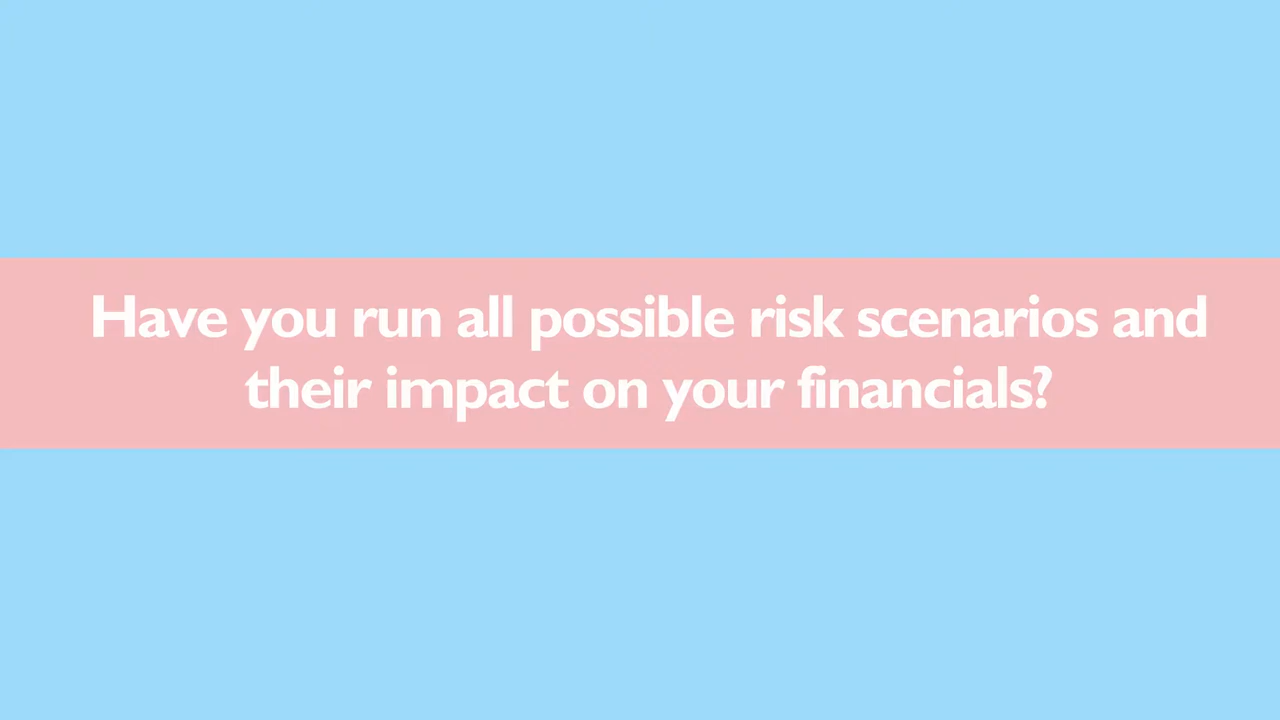 Have you run all possible risk scenarios and
their impact on your financials?